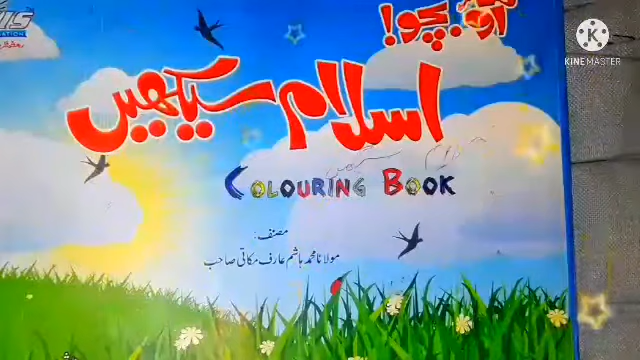 آؤ بچو!
اسلام سیکھیں
COLOURING BOOK
مصنف:
مولانا محمد ہاشم عارف مکاتی صاحب
KINEMASTER